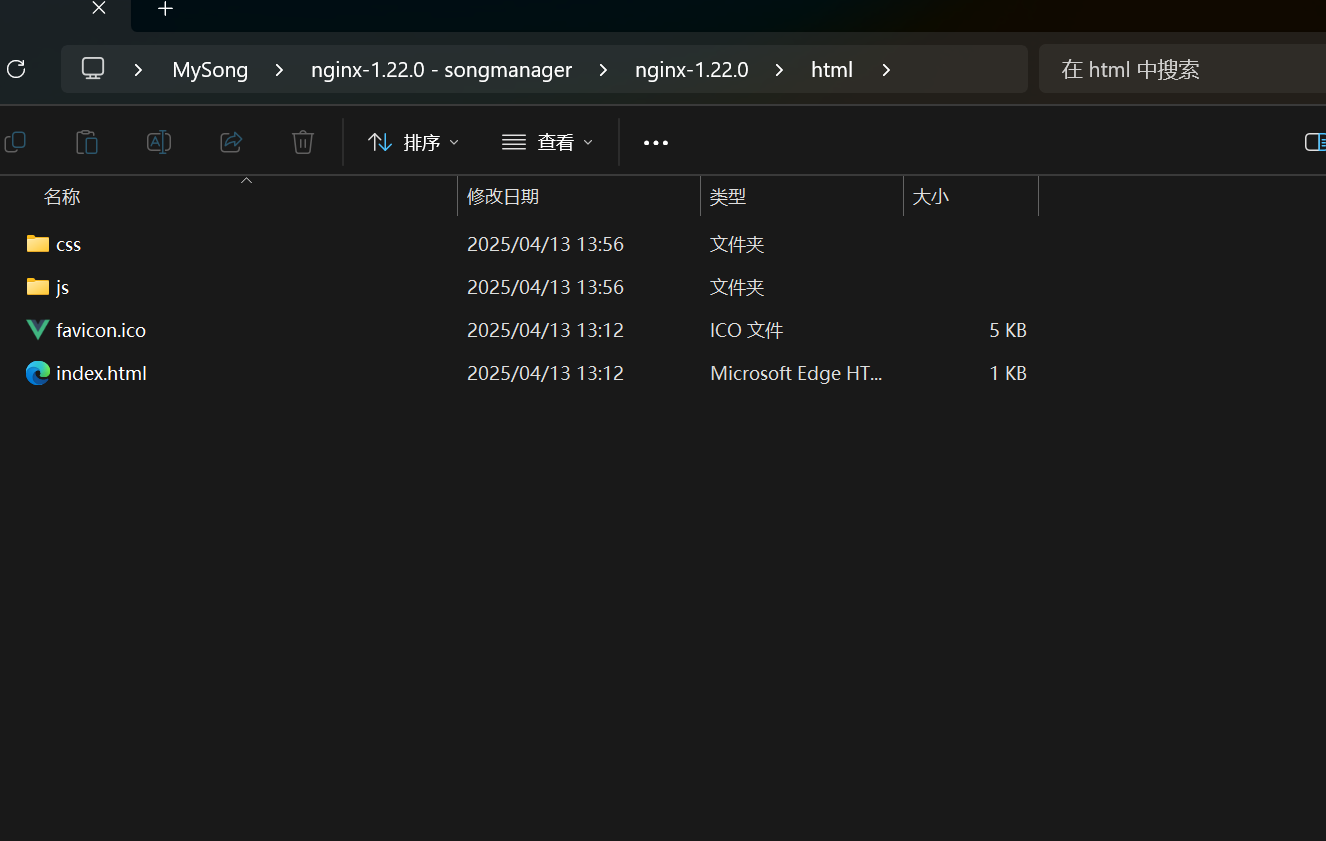 MySong > nginx-1.22.0 - songmanager > nginx-1.22.0 > html > 在 html 中搜索
排序 查看
名称 修改日期 类型 大小
css 2025/04/13 13:56 文件夹
js 2025/04/13 13:56 文件夹
favicon.ico 2025/04/13 13:12 ICO 文件 5 KB
index.html 2025/04/13 13:12 Microsoft Edge HT... 1 KB